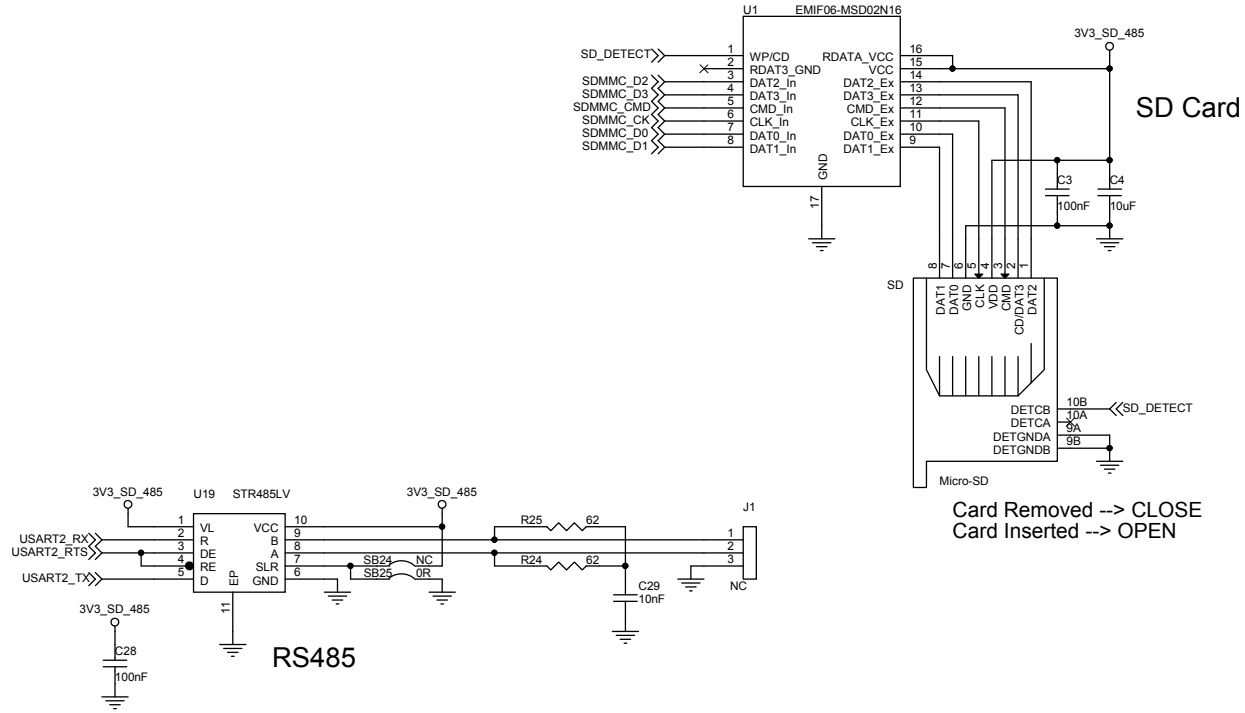 U1 EMIF06-MSD02N16
3V3_SD_485
SD_DETECT 1 WP/CD RDATA_VCC 16
2 RDAT3_GND VCC 15
SDMMC_D2 3 DAT2_In DAT2_Ex 14
SDMMC_D3 4 DAT3_In DAT3_Ex 13
SDMMC_CMD 5 CMD_In CMD_Ex 12
SDMMC_CK 6 CLK_In CLK_Ex 11
SDMMC_D0 7 DAT0_In DAT0_Ex 10
SDMMC_D1 8 DAT1_In DAT1_Ex 9
GND
17
SD Card
C3
100nF
C4
10uF
8 7 6 5 4 3 2 1
SD
DAT1 DAT0 GND CLK VDD CMD CD/DAT3 DAT2
DETCB 10B SD_DETECT
DETCA 10A
DETGNDA 9A
DETGNDB 9B
Micro-SD
Card Removed --> CLOSE
Card Inserted --> OPEN
3V3_SD_485
U19 STR485LV
3V3_SD_485
J1
1 VL VCC 10
USART2_RX 2 R B 9
USART2_RTS 3 DE A 8
4 RE SLR 7
USART2_TX 5 D GND 6
EP
11
R25 62
R24 62
SB24 NC
SB25 0R
1
2
3
NC
C29
10nF
3V3_SD_485
C28
100nF
RS485